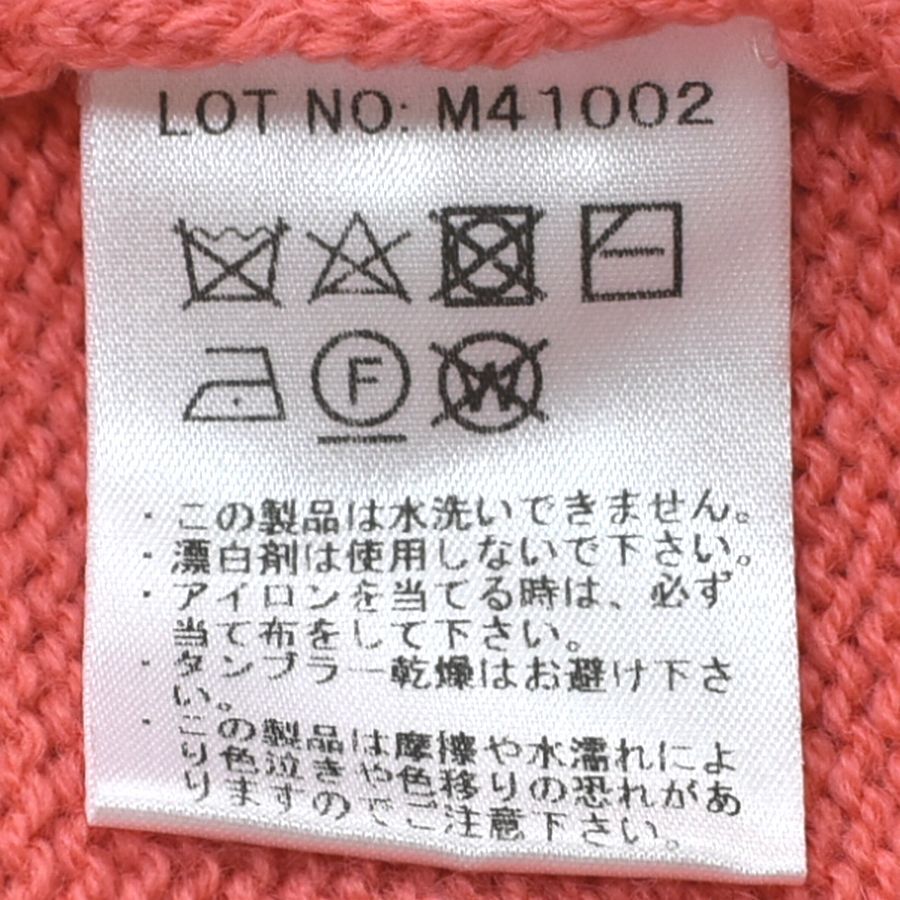 LOT NO: M41002
F
W
・この製品は水洗いできません。
・漂白剤は使用しないで下さい。
・アイロンを当てる時は、必ず
当て布をして下さい。
・タンブラー乾燥はお避け下さ
い。
・この製品は摩擦や水濡れによ
り色泣きや色移りの恐れがあ
りますのでご注意下さい。